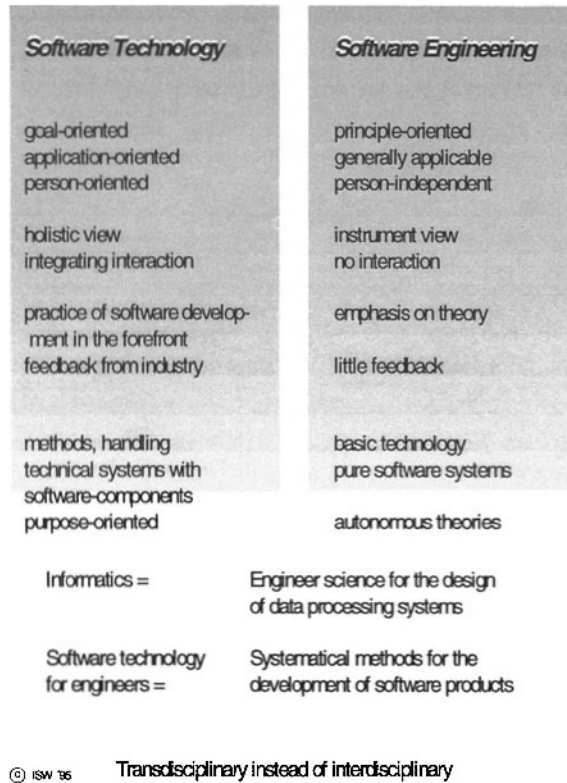 Software Technology
goal-oriented
application-oriented
person-oriented
holistic view
integrating interaction
practice of software develop-
ment in the forefront
feedback from industry
methods, handling
technical systems with
software-components
purpose-oriented
Software Engineering
principle-oriented
generally applicable
person-independent
instrument view
no interaction
emphasis on theory
little feedback
basic technology
pure software systems
autonomous theories
Informatics =
Engineer science for the design
of data processing systems
Software technology
for engineers =
Systematical methods for the
development of software products
© ISW '95
Transdisciplinary instead of interdisciplinary